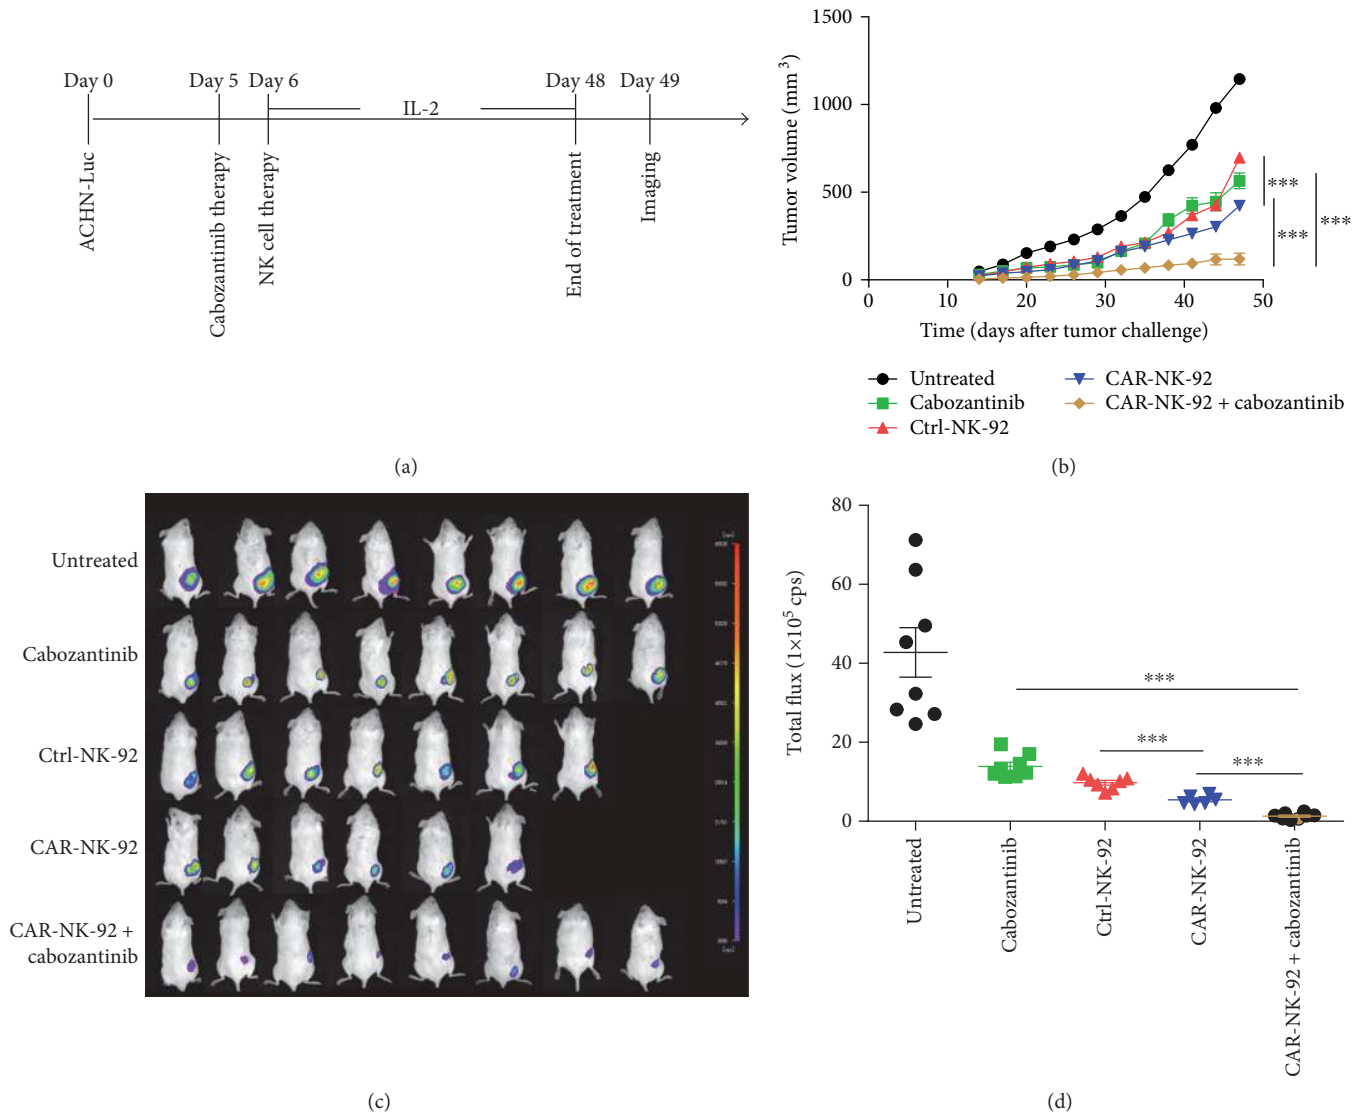 Day 0
Day 5
Day 6
Day 48
Day 49
IL-2
ACHN-Luc
Cabozantinib therapy
NK cell therapy
End of treatment
Imaging
(a)
1500
1000
500
0
Tumor volume (mm³)
0
10
20
30
40
50
Time (days after tumor challenge)
***
***
***
Untreated
Cabozantinib
Ctrl-NK-92
CAR-NK-92
CAR-NK-92 + cabozantinib
(b)
Untreated
Cabozantinib
Ctrl-NK-92
CAR-NK-92
CAR-NK-92 +
cabozantinib
(c)
80
60
40
20
0
Total flux (1×10⁵ cps)
***
***
***
Untreated
Cabozantinib
Ctrl-NK-92
CAR-NK-92
CAR-NK-92 + cabozantinib
(d)